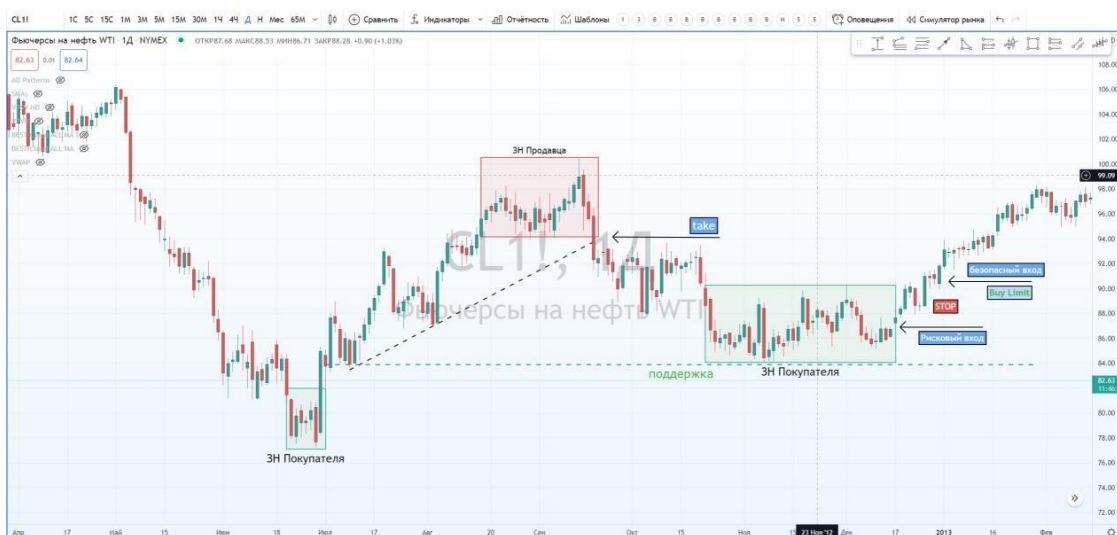 CL1! 1С 5С 15С 1М 3М 5М 15М 30М 1Ч 4Ч Д Н Мес 65М Сравнить Индикаторы Отчётность Шаблоны Оповещения Симулятор рынка
Фьючерсы на нефть WTI · 1Д · NYMEX ОТКР87.68 МАКС88.53 МИН86.71 ЗАКР88.28 +0.90 (+1.03%)
82.63 0.01 82.64
All Patterns
VWAP
108.00
106.00
104.00
102.00
100.00
99.09
98.00
96.00
94.00
92.00
90.00
88.00
86.00
84.00
82.63
11:46
80.00
78.00
76.00
74.00
72.00
ЗН Продавца
take
CL1!, 1Д
Фьючерсы на нефть WTI
безопасный вход
Buy Limit
STOP
Рисковый вход
поддержка
ЗН Покупателя
ЗН Покупателя
Апр 17 Май 15 Июн 18 Июл 17 Авг 20 Сен Окт 15 Ноя 23 Ноя '12 Дек 17 2013 16 Фев